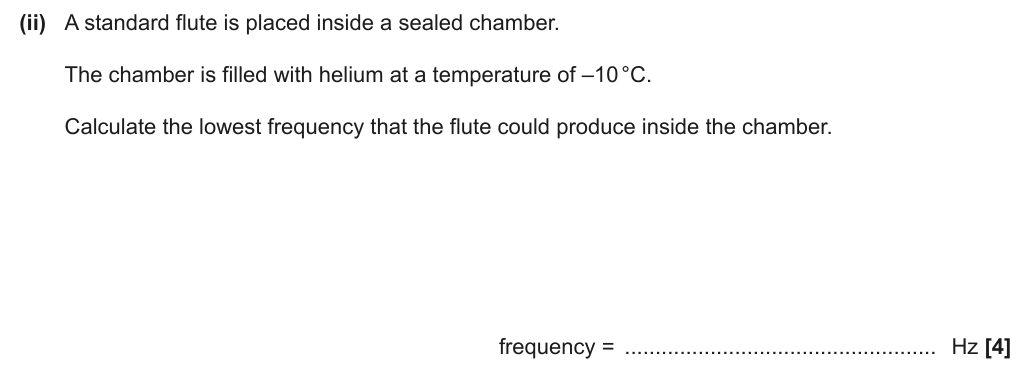 (ii) A standard flute is placed inside a sealed chamber.
The chamber is filled with helium at a temperature of –10 °C.
Calculate the lowest frequency that the flute could produce inside the chamber.
frequency = .................................................. Hz [4]